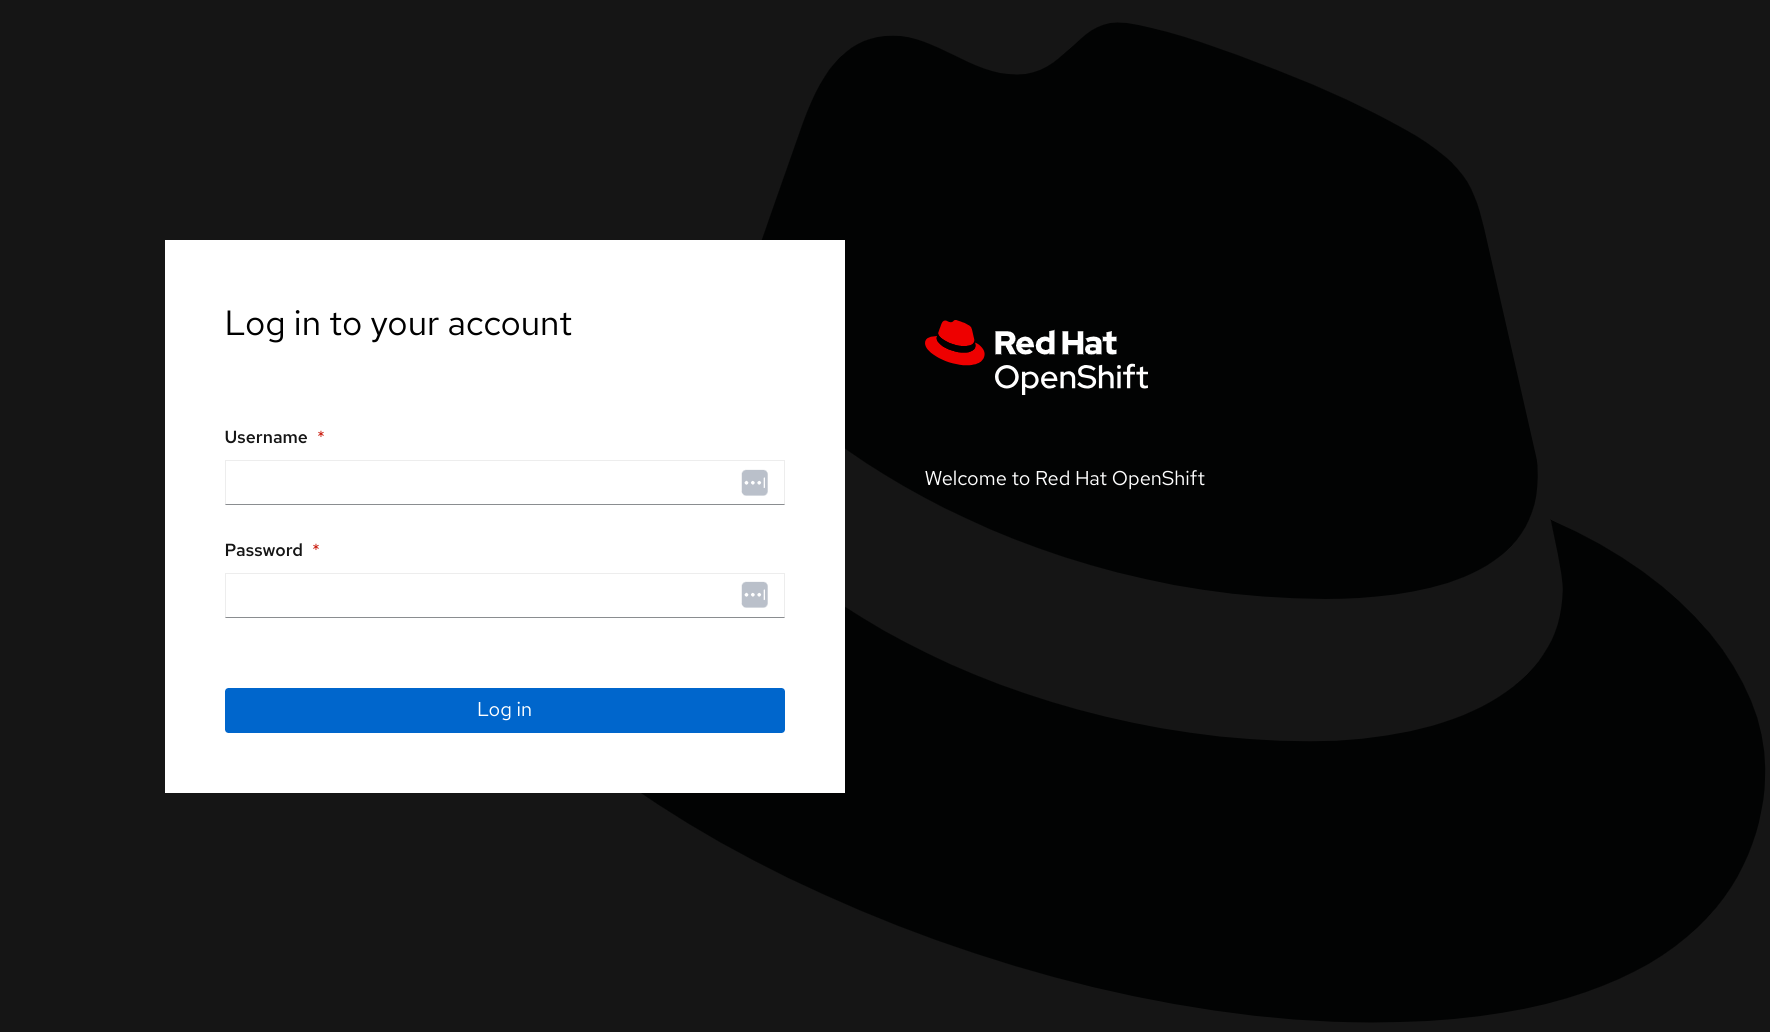 Log in to your account
Username *
Password *
Log in
Red Hat
OpenShift
Welcome to Red Hat OpenShift